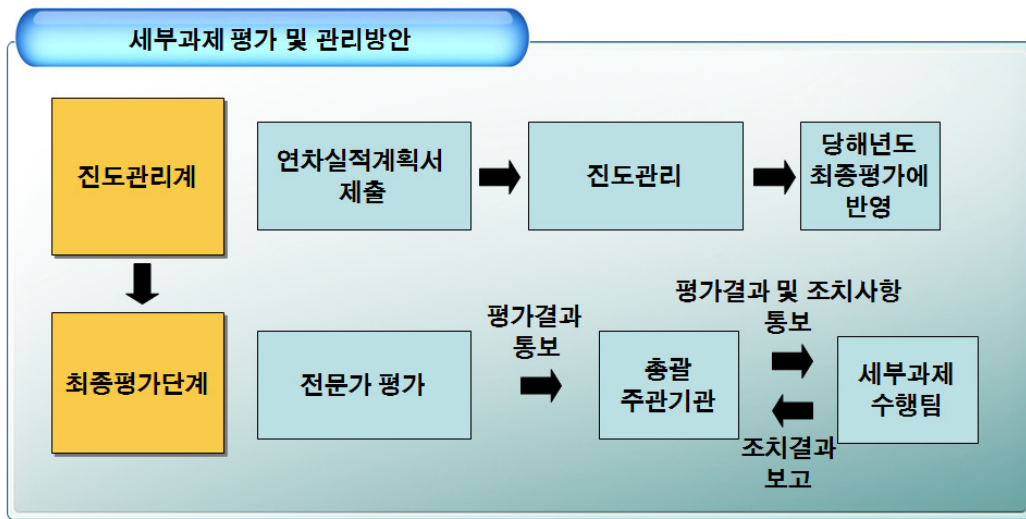 세부과제 평가 및 관리방안
진도관리계
연차실적계획서
제출
진도관리
당해년도
최종평가에
반영
최종평가단계
전문가 평가
평가결과
통보
총괄
주관기관
평가결과 및 조치사항
통보
세부과제
수행팀
조치결과
보고